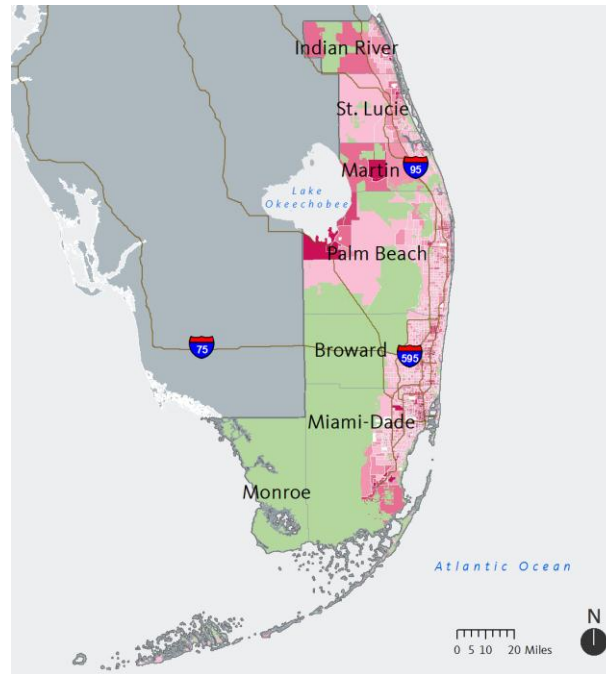 Indian River
St. Lucie
Martin
95
Lake
Okeechobee
Palm Beach
75
Broward
595
Miami-Dade
Monroe
Atlantic Ocean
N
0 5 10 20 Miles